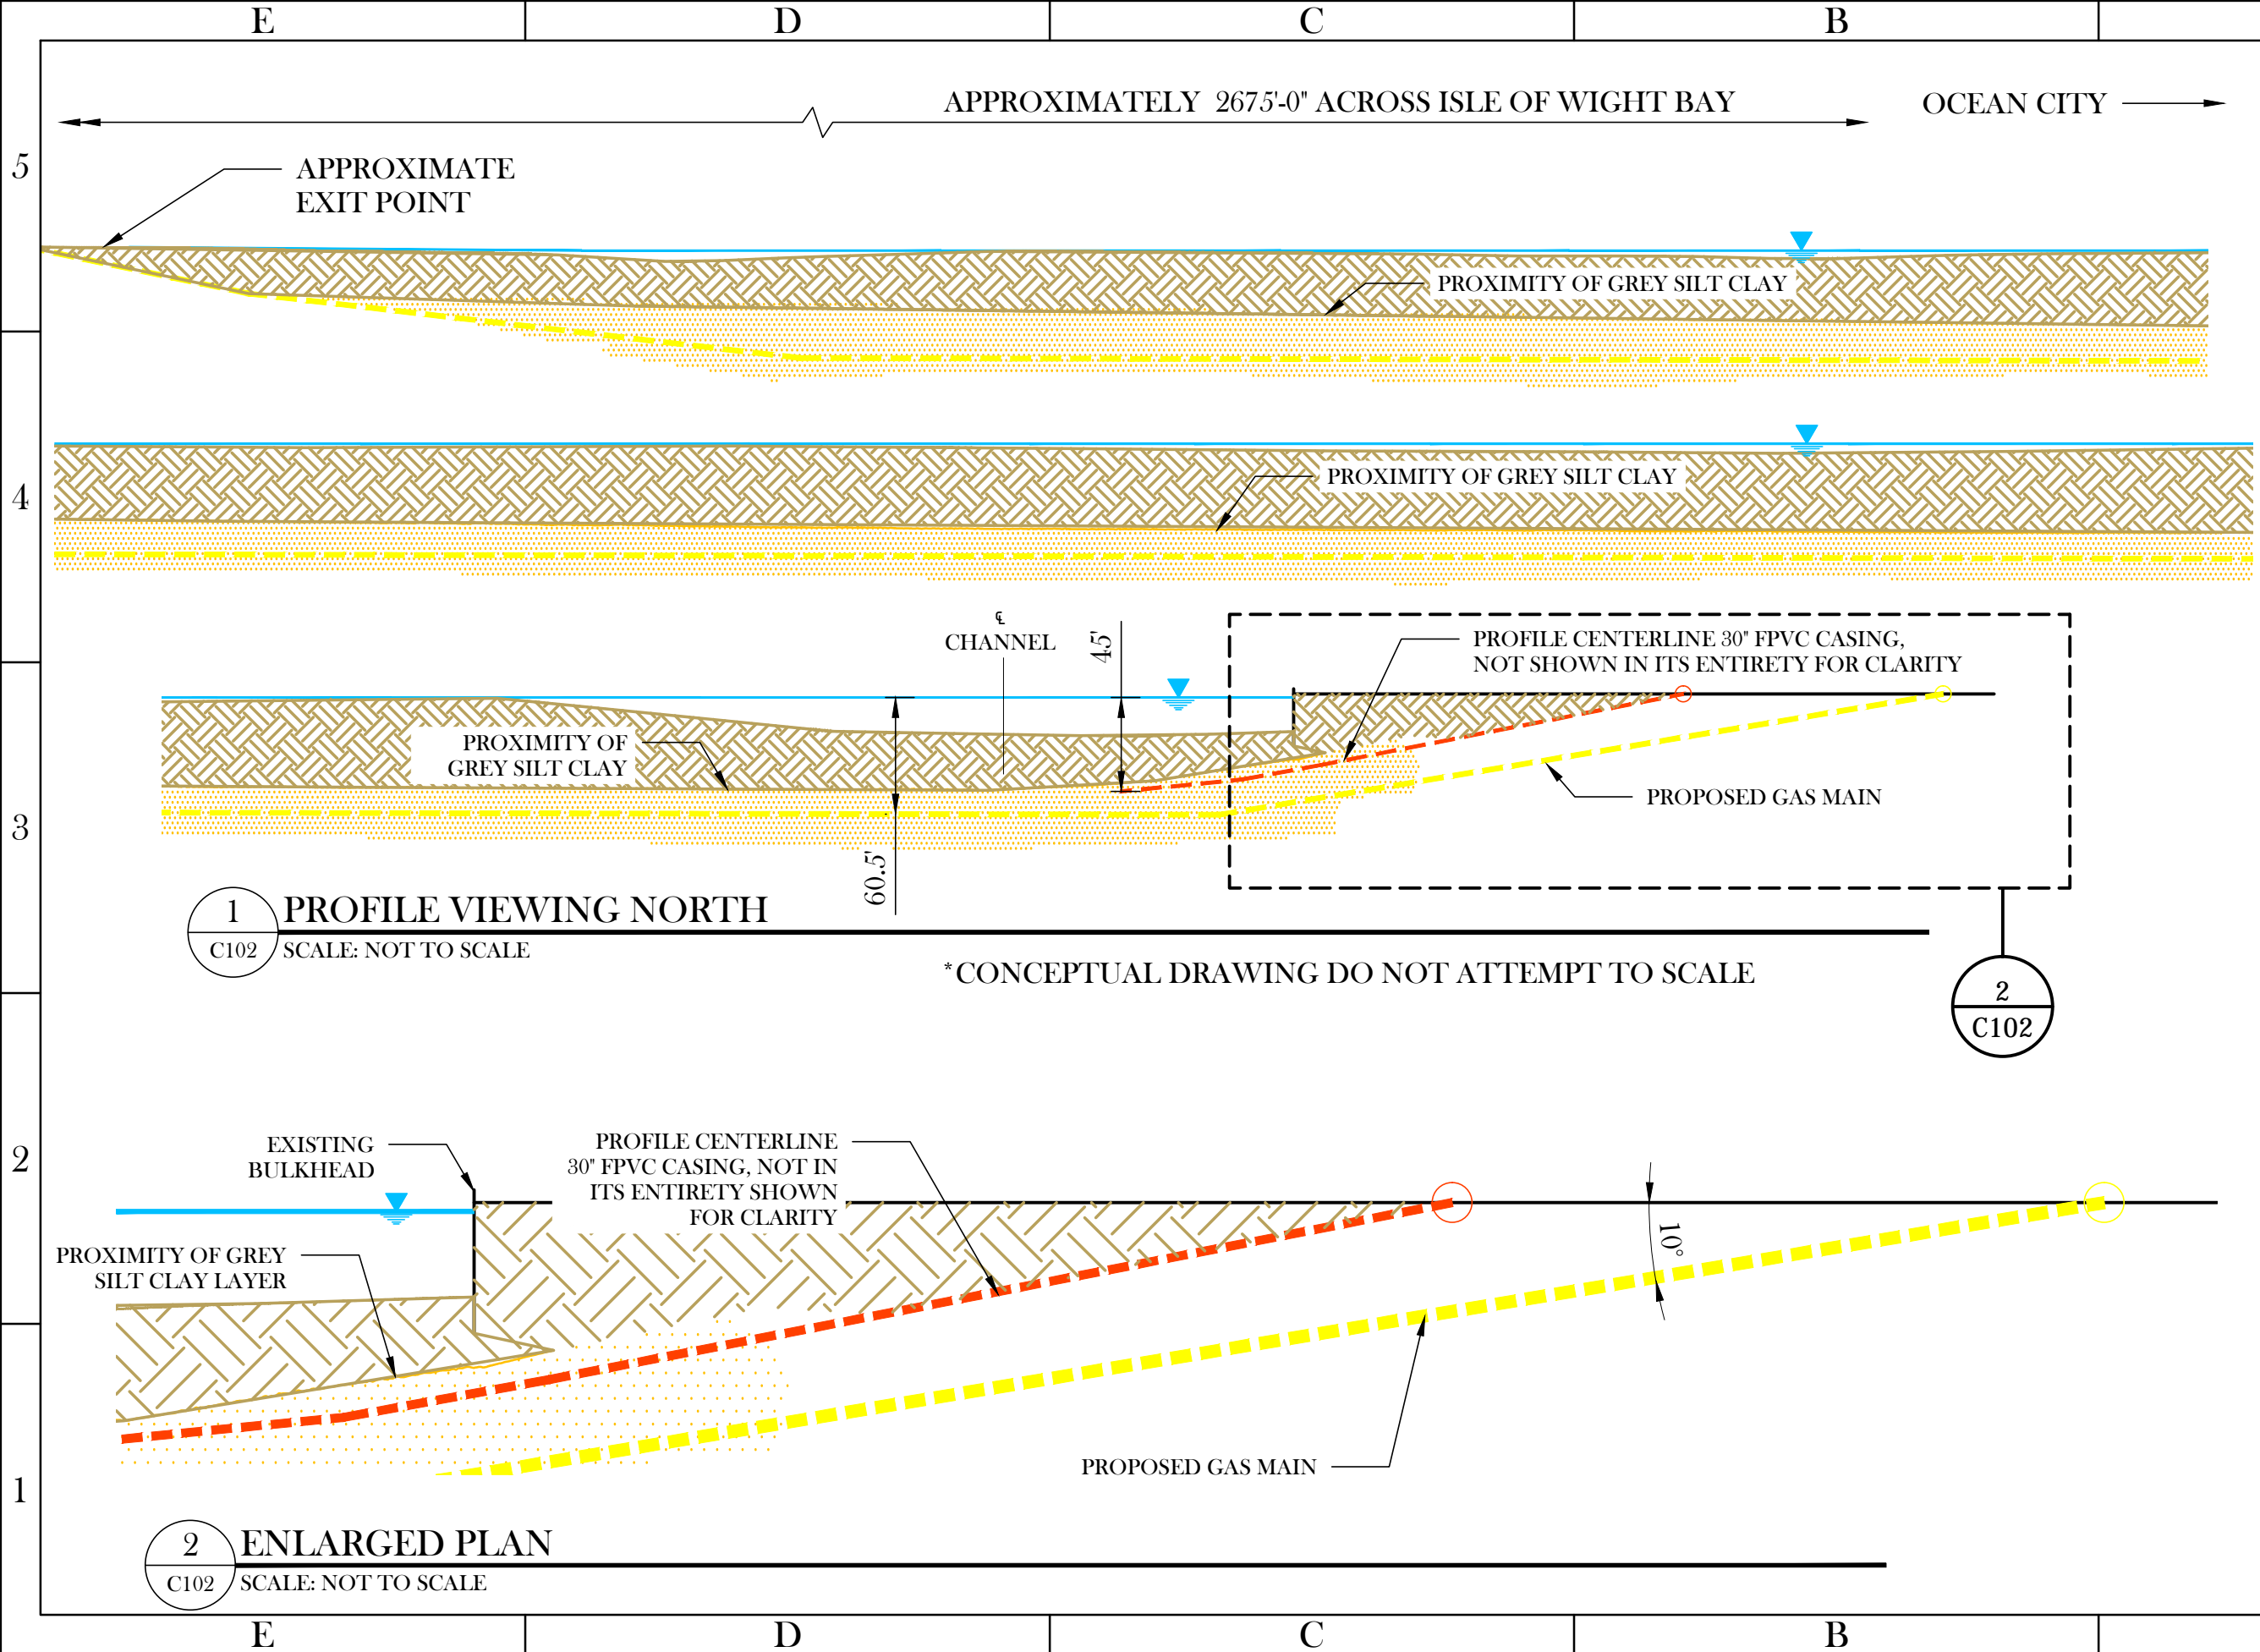 E D C B
APPROXIMATELY 2675'-0" ACROSS ISLE OF WIGHT BAY
OCEAN CITY
5
APPROXIMATE
EXIT POINT
PROXIMITY OF GREY SILT CLAY
4
PROXIMITY OF GREY SILT CLAY
℄
CHANNEL
45'
PROFILE CENTERLINE 30" FPVC CASING,
NOT SHOWN IN ITS ENTIRETY FOR CLARITY
PROXIMITY OF
GREY SILT CLAY
PROPOSED GAS MAIN
3
60.5'
1
C102
PROFILE VIEWING NORTH
SCALE: NOT TO SCALE
*CONCEPTUAL DRAWING DO NOT ATTEMPT TO SCALE
2
C102
2
EXISTING
BULKHEAD
PROFILE CENTERLINE
30" FPVC CASING, NOT IN
ITS ENTIRETY SHOWN
FOR CLARITY
PROXIMITY OF GREY
SILT CLAY LAYER
10°
PROPOSED GAS MAIN
1
2
C102
ENLARGED PLAN
SCALE: NOT TO SCALE
E D C B